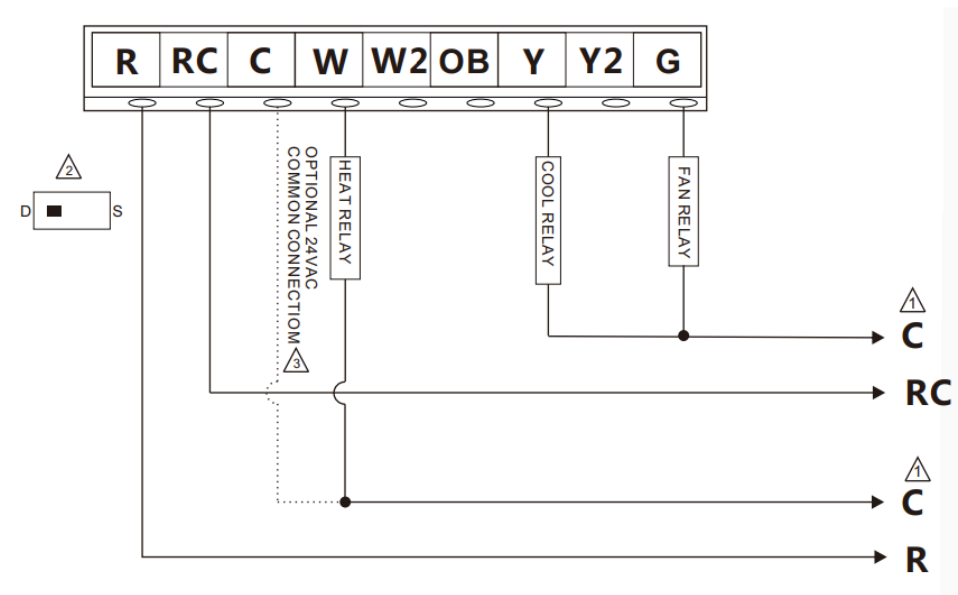 R RC C W W2 OB Y Y2 G
2
D S
OPTIONAL 24VAC
COMMON CONNECTIOM
3
HEAT RELAY
COOL RELAY
FAN RELAY
1
C
RC
1
C
R